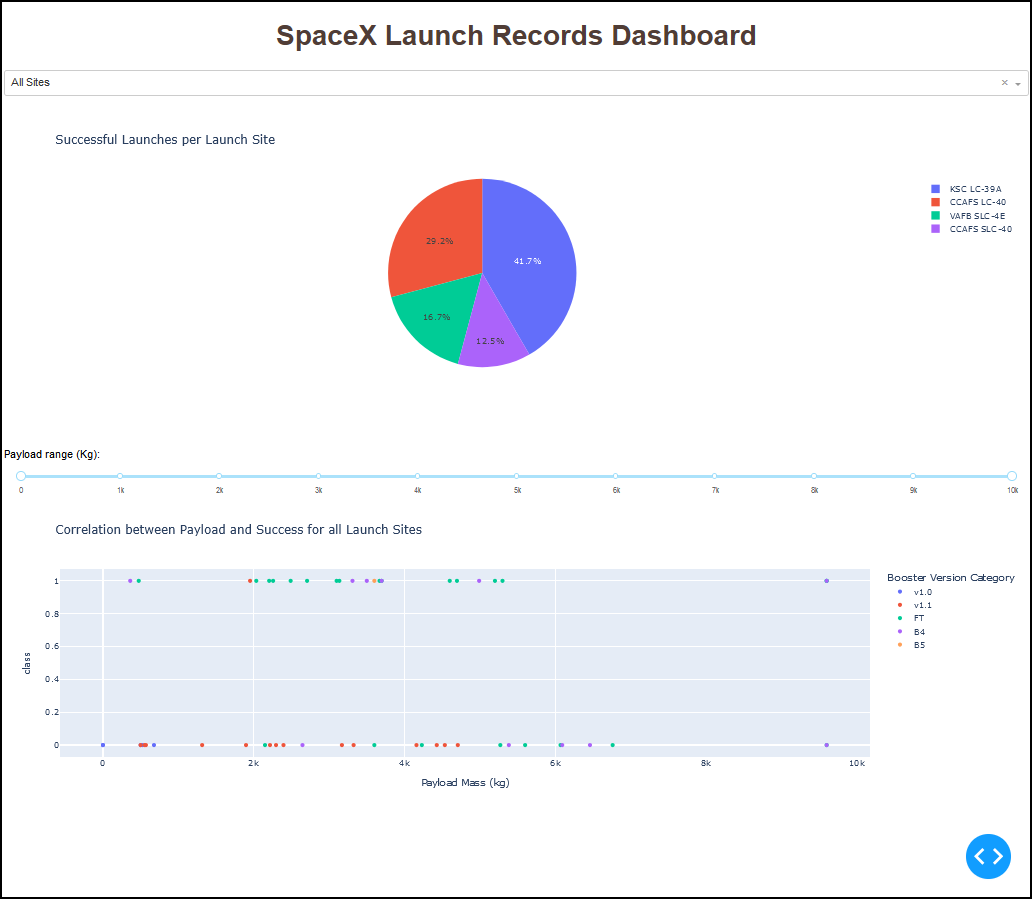 SpaceX Launch Records Dashboard
All Sites
Successful Launches per Launch Site
KSC LC-39A
CCAFS LC-40
VAFB SLC-4E
CCAFS SLC-40
29.2%
41.7%
16.7%
12.5%
Payload range (Kg):
0 1k 2k 3k 4k 5k 6k 7k 8k 9k 10k
Correlation between Payload and Success for all Launch Sites
Booster Version Category
v1.0
v1.1
FT
B4
B5
class
1
0.8
0.6
0.4
0.2
0
0 2k 4k 6k 8k 10k
Payload Mass (kg)